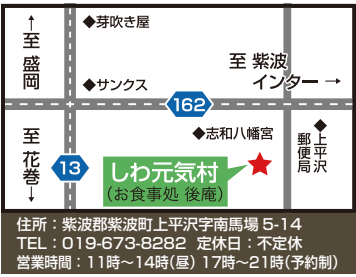 ↑至盛岡
◆芽吹き屋
◆サンクス
至 紫波
インター →
162
至花巻↓
13
◆志和八幡宮
◆上平沢
郵便局
しわ元気村
(お食事処 後庵)
住所：紫波郡紫波町上平沢字南馬場 5-14
TEL：019-673-8282 定休日：不定休
営業時間：11時～14時(昼) 17時～21時(予約制)